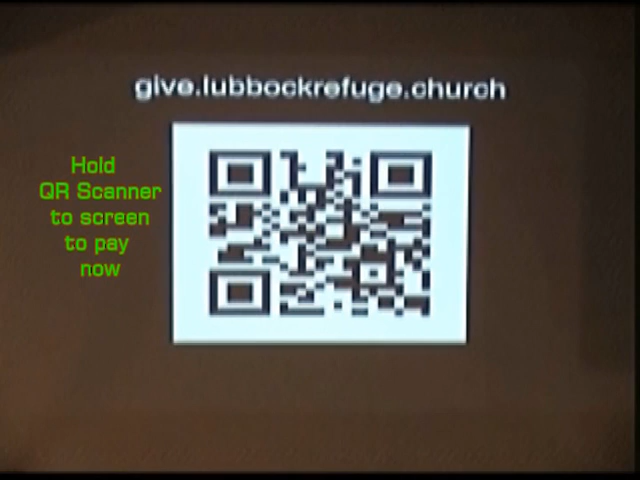 give.lubbockrefuge.church
Hold
QR Scanner
to screen
to pay
now